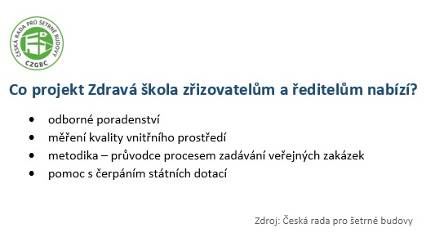 ČESKÁ RADA PRO ŠETRNÉ BUDOVY
CZGBC
Co projekt Zdravá škola zřizovatelům a ředitelům nabízí?
• odborné poradenství
• měření kvality vnitřního prostředí
• metodika – průvodce procesem zadávání veřejných zakázek
• pomoc s čerpáním státních dotací
Zdroj: Česká rada pro šetrné budovy